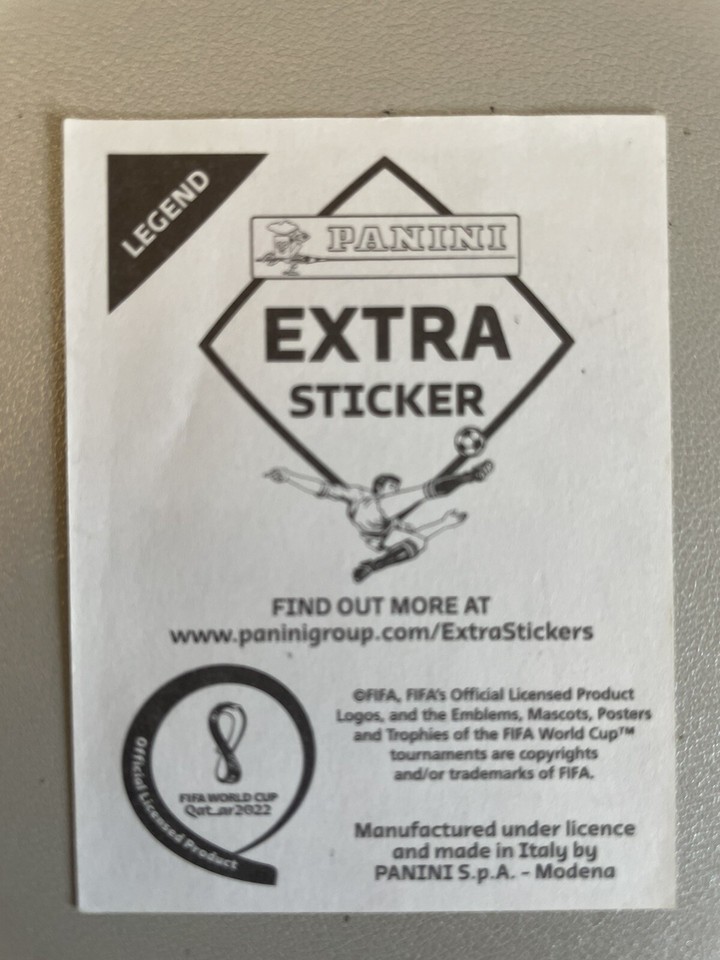 LEGEND
PANINI
EXTRA
STICKER
FIND OUT MORE AT
www.paninigroup.com/ExtraStickers
©FIFA, FIFA's Official Licensed Product
Logos, and the Emblems, Mascots, Posters
and Trophies of the FIFA World Cup™
tournaments are copyrights
and/or trademarks of FIFA.
Official Licensed Product
FIFA WORLD CUP
Qatar2022
Manufactured under licence
and made in Italy by
PANINI S.p.A. - Modena